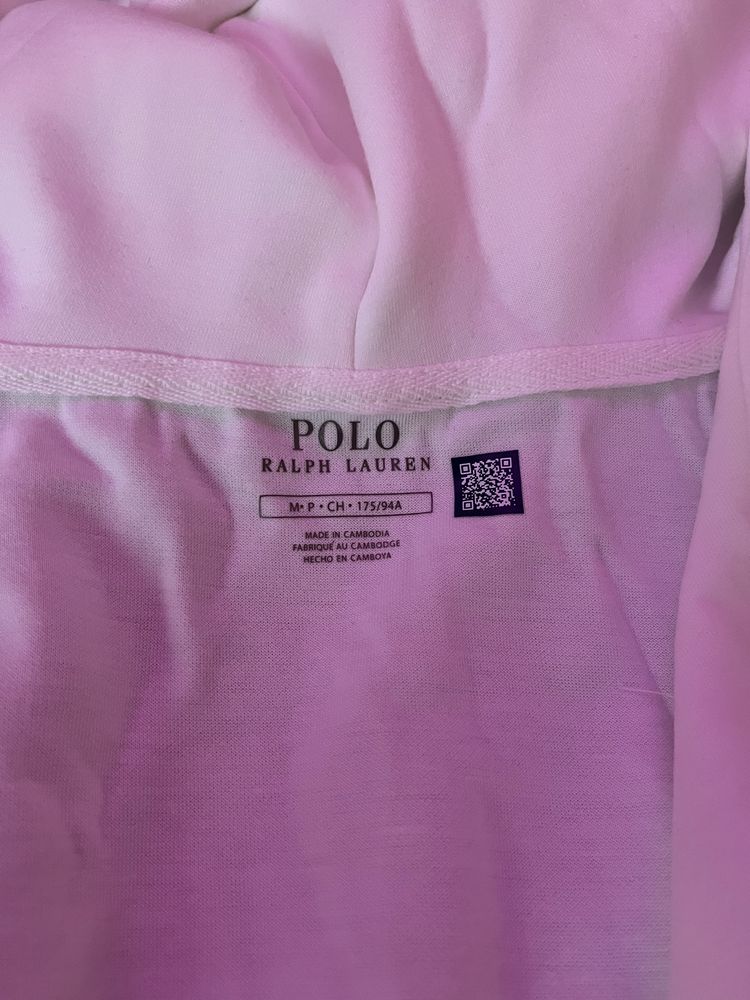 POLO
RALPH LAUREN
M• P • CH • 175/94A
MADE IN CAMBODIA
FABRIQUÉ AU CAMBODGE
HECHO EN CAMBOYA